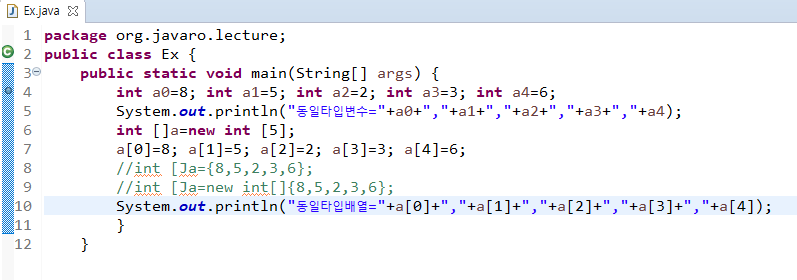 Ex.java
1 package org.javaro.lecture;
2 public class Ex {
3 public static void main(String[] args) {
4 int a0=8; int a1=5; int a2=2; int a3=3; int a4=6;
5 System.out.println("동일타입변수="+a0+","+a1+","+a2+","+a3+","+a4);
6 int []a=new int [5];
7 a[0]=8; a[1]=5; a[2]=2; a[3]=3; a[4]=6;
8 //int [Ja={8,5,2,3,6};
9 //int [Ja=new int[]{8,5,2,3,6};
10 System.out.println("동일타입배열="+a[0]+","+a[1]+","+a[2]+","+a[3]+","+a[4]);
11 }
12 }